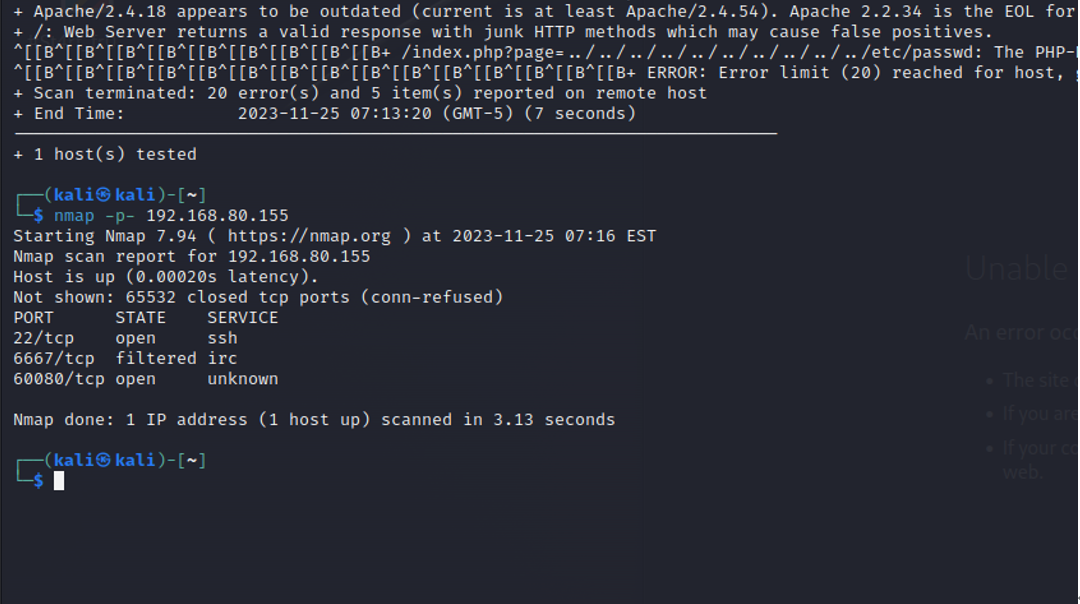 + Apache/2.4.18 appears to be outdated (current is at least Apache/2.4.54). Apache 2.2.34 is the EOL for
+ /: Web Server returns a valid response with junk HTTP methods which may cause false positives.
^[[B^[[B^[[B^[[B^[[B^[[B^[[B^[[B^[[B+ /index.php?page=../../../../../../../../../../etc/passwd: The PHP-
^[[B^[[B^[[B^[[B^[[B^[[B^[[B^[[B^[[B^[[B^[[B^[[B^[[B^[[B^[[B+ ERROR: Error limit (20) reached for host,
+ Scan terminated: 20 error(s) and 5 item(s) reported on remote host
+ End Time: 2023-11-25 07:13:20 (GMT-5) (7 seconds)
+ 1 host(s) tested
┌──(kali㉿kali)-[~]
└─$ nmap -p- 192.168.80.155
Starting Nmap 7.94 ( https://nmap.org ) at 2023-11-25 07:16 EST
Nmap scan report for 192.168.80.155
Host is up (0.00020s latency).
Not shown: 65532 closed tcp ports (conn-refused)
PORT STATE SERVICE
22/tcp open ssh
6667/tcp filtered irc
60080/tcp open unknown
Nmap done: 1 IP address (1 host up) scanned in 3.13 seconds
┌──(kali㉿kali)-[~]
└─$
Unable
An error
• The site
• If you are
• If your
web.